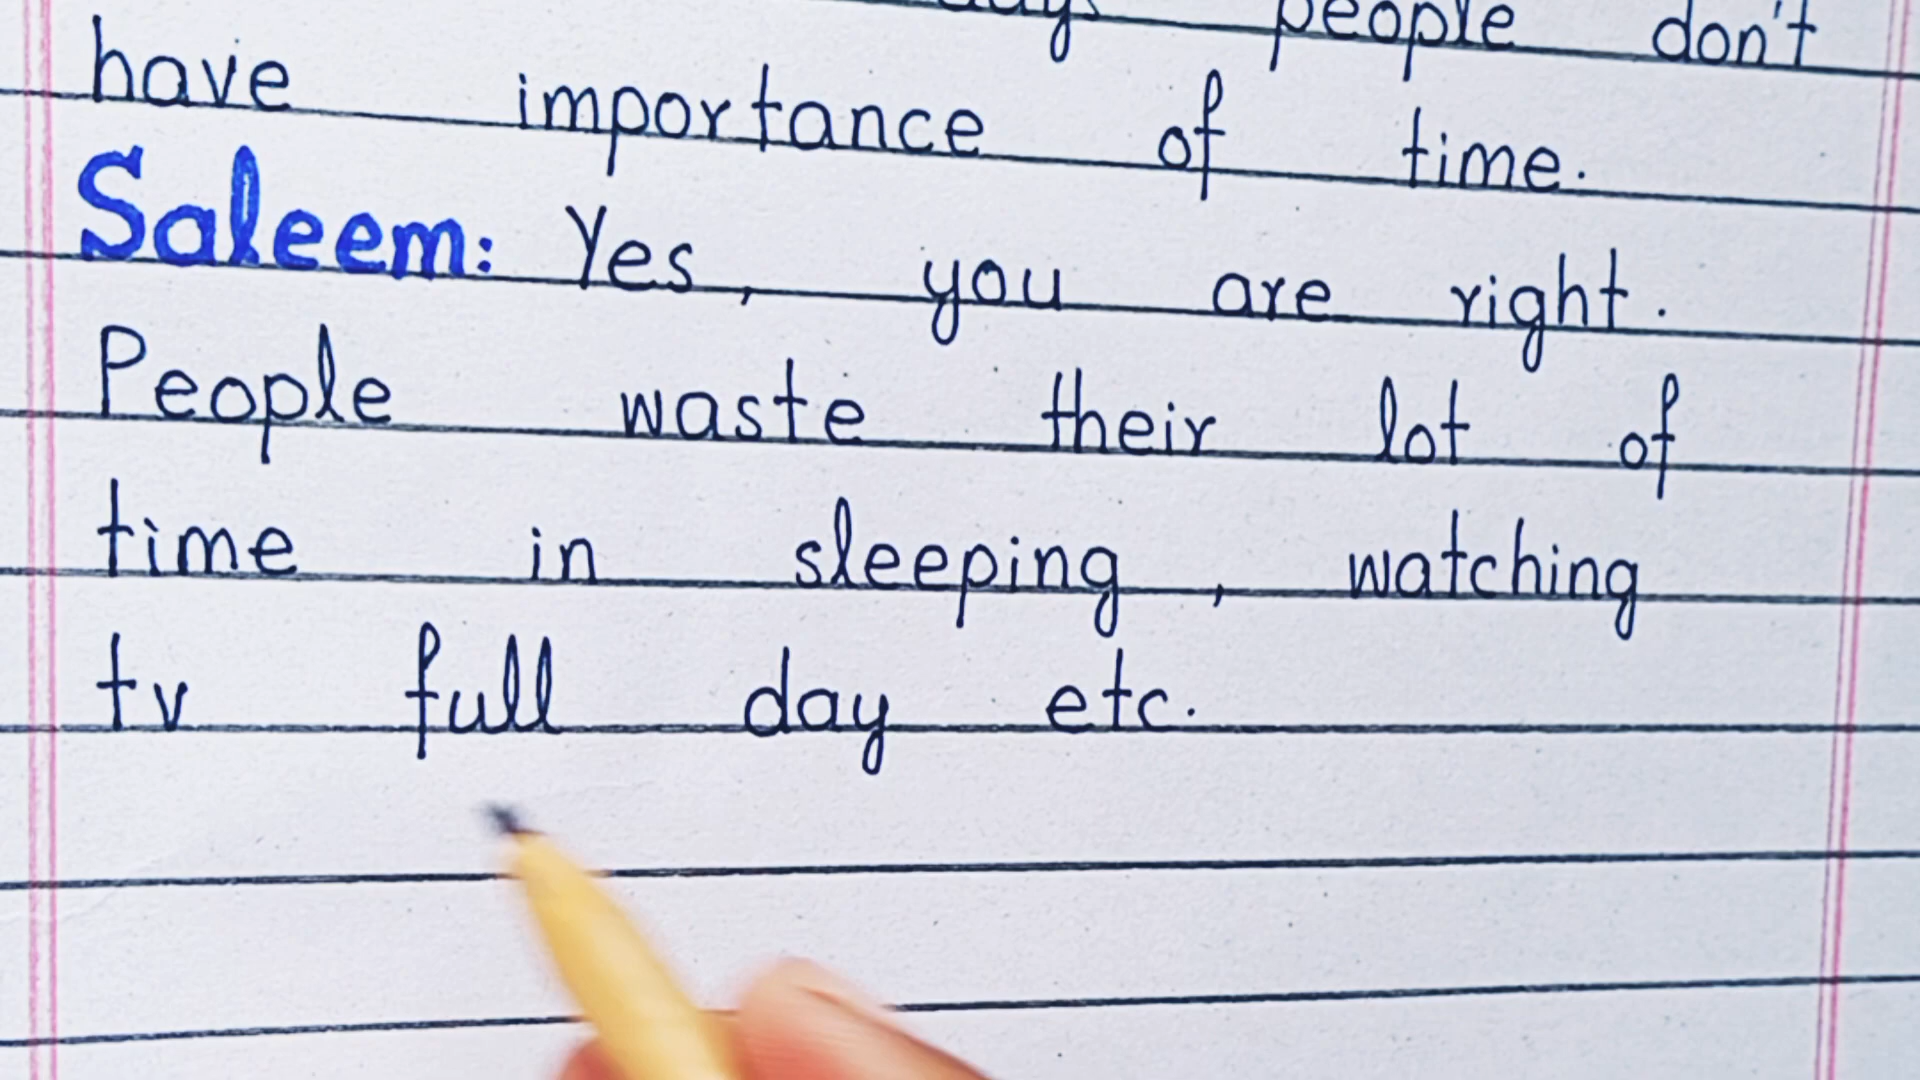 people don't
have importance of time.
Saleem: Yes, you are right.
People waste their lot of
time in sleeping, watching
tv full day etc.